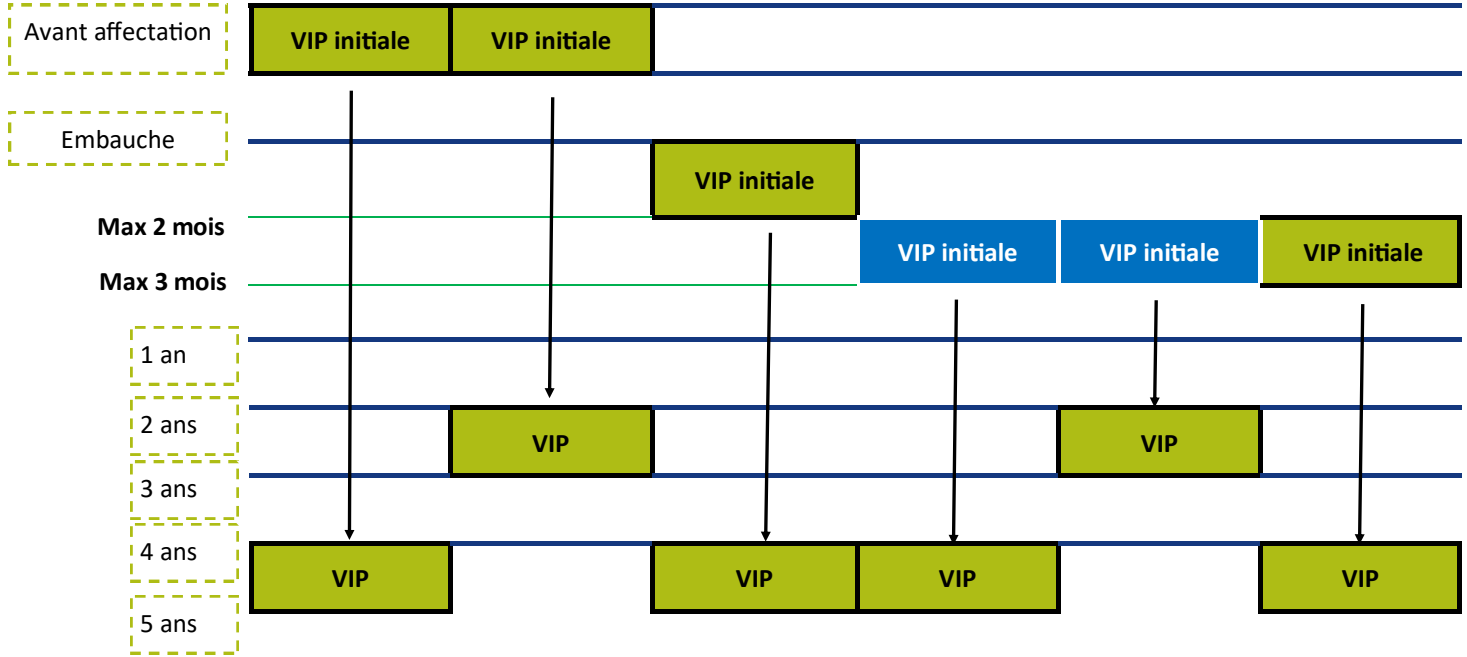 Avant affectation
VIP initiale VIP initiale
Embauche
VIP initiale
Max 2 mois
VIP initiale VIP initiale VIP initiale
Max 3 mois
1 an
2 ans
VIP VIP
3 ans
4 ans
VIP VIP VIP VIP
5 ans